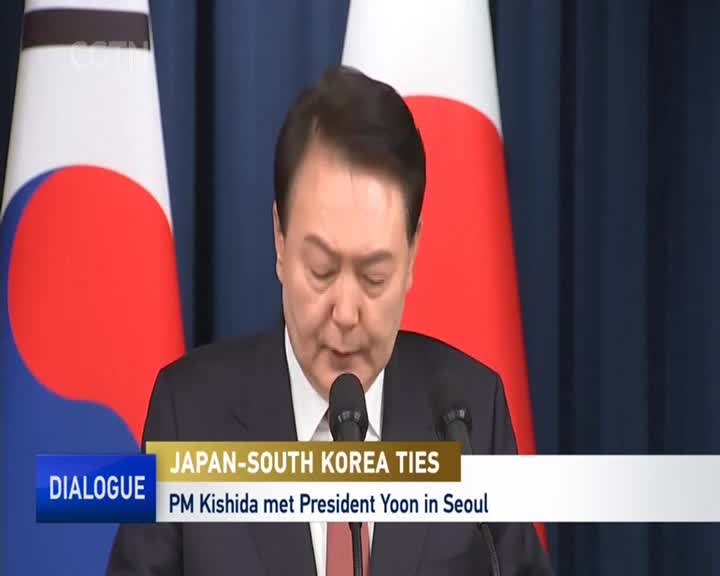 CGTN
JAPAN-SOUTH KOREA TIES
DIALOGUE
PM Kishida met President Yoon in Seoul